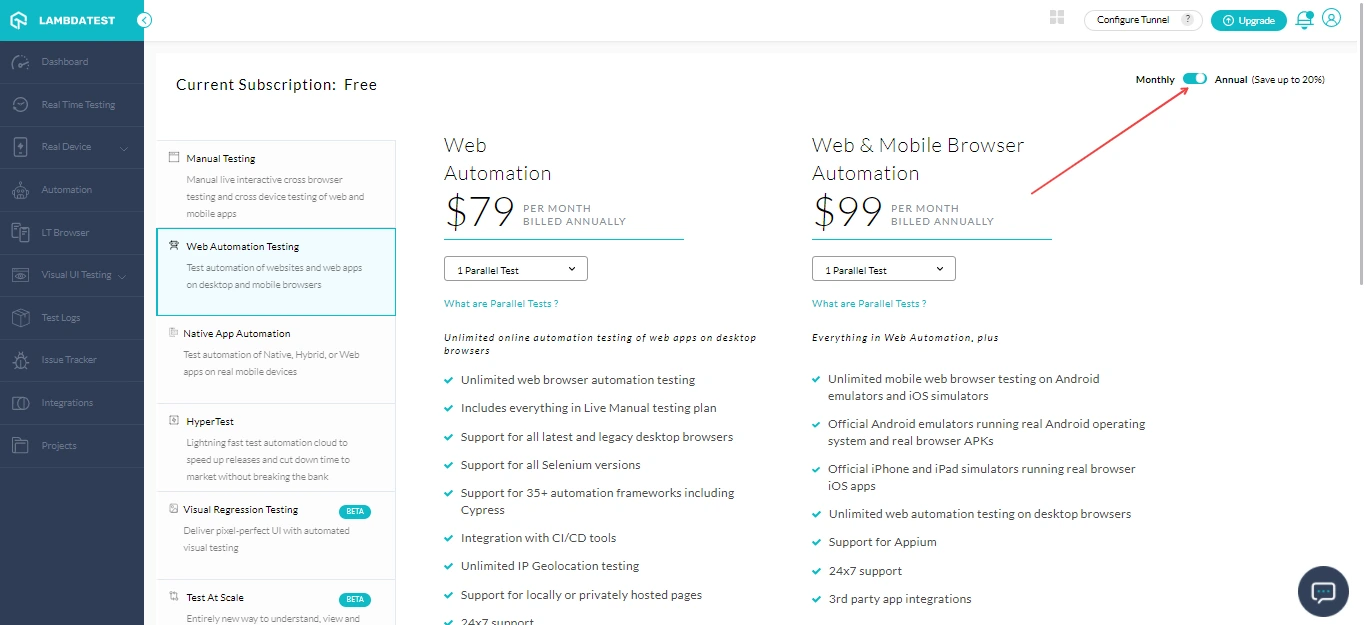 LAMBDATEST
Configure Tunnel ?
Upgrade
Dashboard
Real Time Testing
Real Device
Automation
LT Browser
Visual UI Testing
Test Logs
Issue Tracker
Integrations
Projects
Current Subscription: Free
Monthly Annual (Save up to 20%)
Manual Testing
Manual live interactive cross browser
testing and cross device testing of web and
mobile apps
Web Automation Testing
Test automation of websites and web apps
on desktop and mobile browsers
Native App Automation
Test automation of Native, Hybrid, or Web
apps on real mobile devices
HyperTest
Lightning fast test automation cloud to
speed up releases and cut down time to
market without breaking the bank
Visual Regression Testing BETA
Deliver pixel-perfect UI with automated
visual testing
Test At Scale BETA
Entirely new way to understand, view and
Web
Automation
$79 PER MONTH
BILLED ANNUALLY
1 Parallel Test
What are Parallel Tests ?
Unlimited online automation testing of web apps on desktop
browsers
Unlimited web browser automation testing
Includes everything in Live Manual testing plan
Support for all latest and legacy desktop browsers
Support for all Selenium versions
Support for 35+ automation frameworks including
Cypress
Integration with CI/CD tools
Unlimited IP Geolocation testing
Support for locally or privately hosted pages
24x7 support
Web & Mobile Browser
Automation
$99 PER MONTH
BILLED ANNUALLY
1 Parallel Test
What are Parallel Tests ?
Everything in Web Automation, plus
Unlimited mobile web browser testing on Android
emulators and iOS simulators
Official Android emulators running real Android operating
system and real browser APKs
Official iPhone and iPad simulators running real browser
iOS apps
Unlimited web automation testing on desktop browsers
Support for Appium
24x7 support
3rd party app integrations